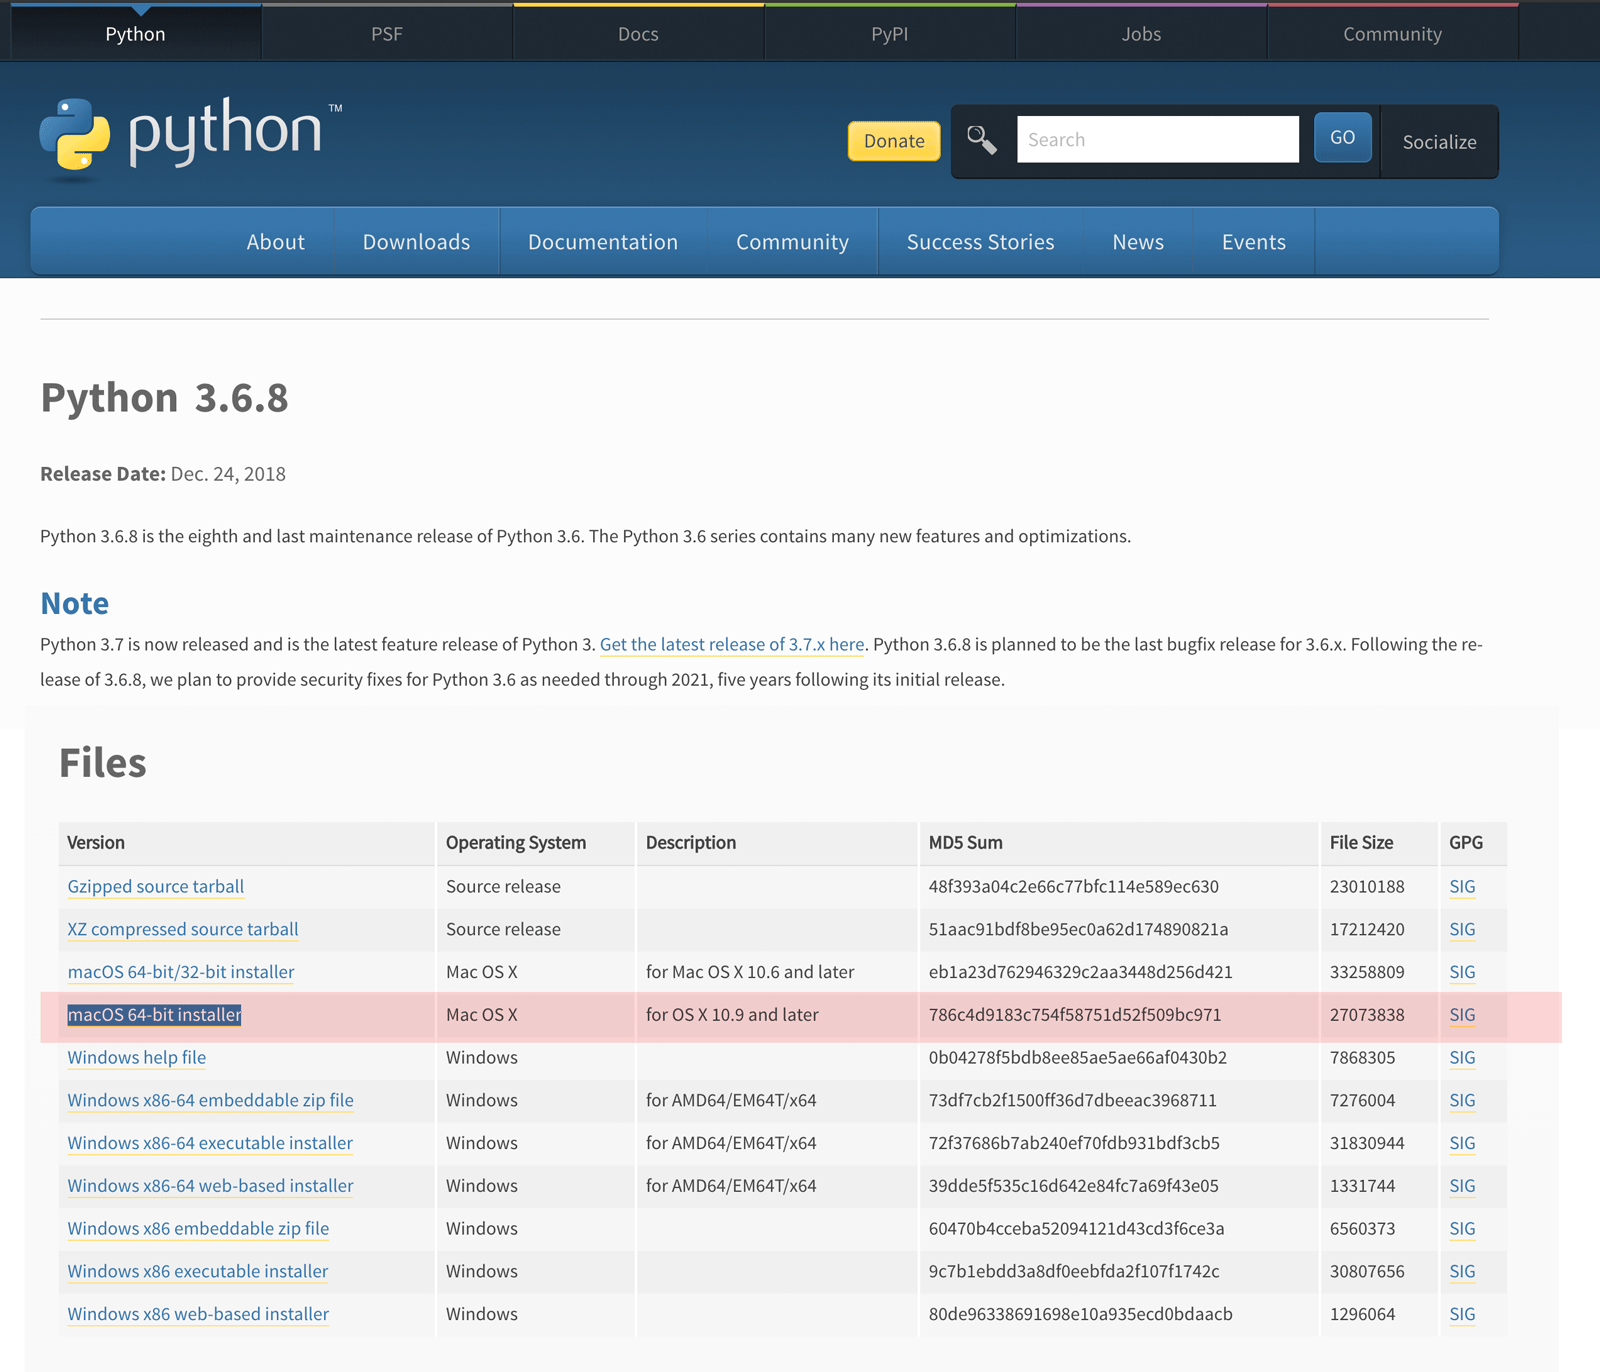 Python PSF Docs PyPI Jobs Community
python™
Donate Search GO Socialize
About Downloads Documentation Community Success Stories News Events
Python 3.6.8
Release Date: Dec. 24, 2018
Python 3.6.8 is the eighth and last maintenance release of Python 3.6. The Python 3.6 series contains many new features and optimizations.
Note
Python 3.7 is now released and is the latest feature release of Python 3. Get the latest release of 3.7.x here. Python 3.6.8 is planned to be the last bugfix release for 3.6.x. Following the re-
lease of 3.6.8, we plan to provide security fixes for Python 3.6 as needed through 2021, five years following its initial release.
Files
Version Operating System Description MD5 Sum File Size GPG
Gzipped source tarball Source release 48f393a04c2e66c77bfc114e589ec630 23010188 SIG
XZ compressed source tarball Source release 51aac91bdf8be95ec0a62d174890821a 17212420 SIG
macOS 64-bit/32-bit installer Mac OS X for Mac OS X 10.6 and later eb1a23d762946329c2aa3448d256d421 33258809 SIG
macOS 64-bit installer Mac OS X for OS X 10.9 and later 786c4d9183c754f58751d52f509bc971 27073838 SIG
Windows help file Windows 0b04278f5bdb8ee85ae5ae66af0430b2 7868305 SIG
Windows x86-64 embeddable zip file Windows for AMD64/EM64T/x64 73df7cb2f1500ff36d7dbeeac3968711 7276004 SIG
Windows x86-64 executable installer Windows for AMD64/EM64T/x64 72f37686b7ab240ef70fdb931bdf3cb5 31830944 SIG
Windows x86-64 web-based installer Windows for AMD64/EM64T/x64 39dde5f535c16d642e84fc7a69f43e05 1331744 SIG
Windows x86 embeddable zip file Windows 60470b4cceba52094121d43cd3f6ce3a 6560373 SIG
Windows x86 executable installer Windows 9c7b1ebdd3a8df0eebfda2f107f1742c 30807656 SIG
Windows x86 web-based installer Windows 80de96338691698e10a935ecd0bdaacb 1296064 SIG